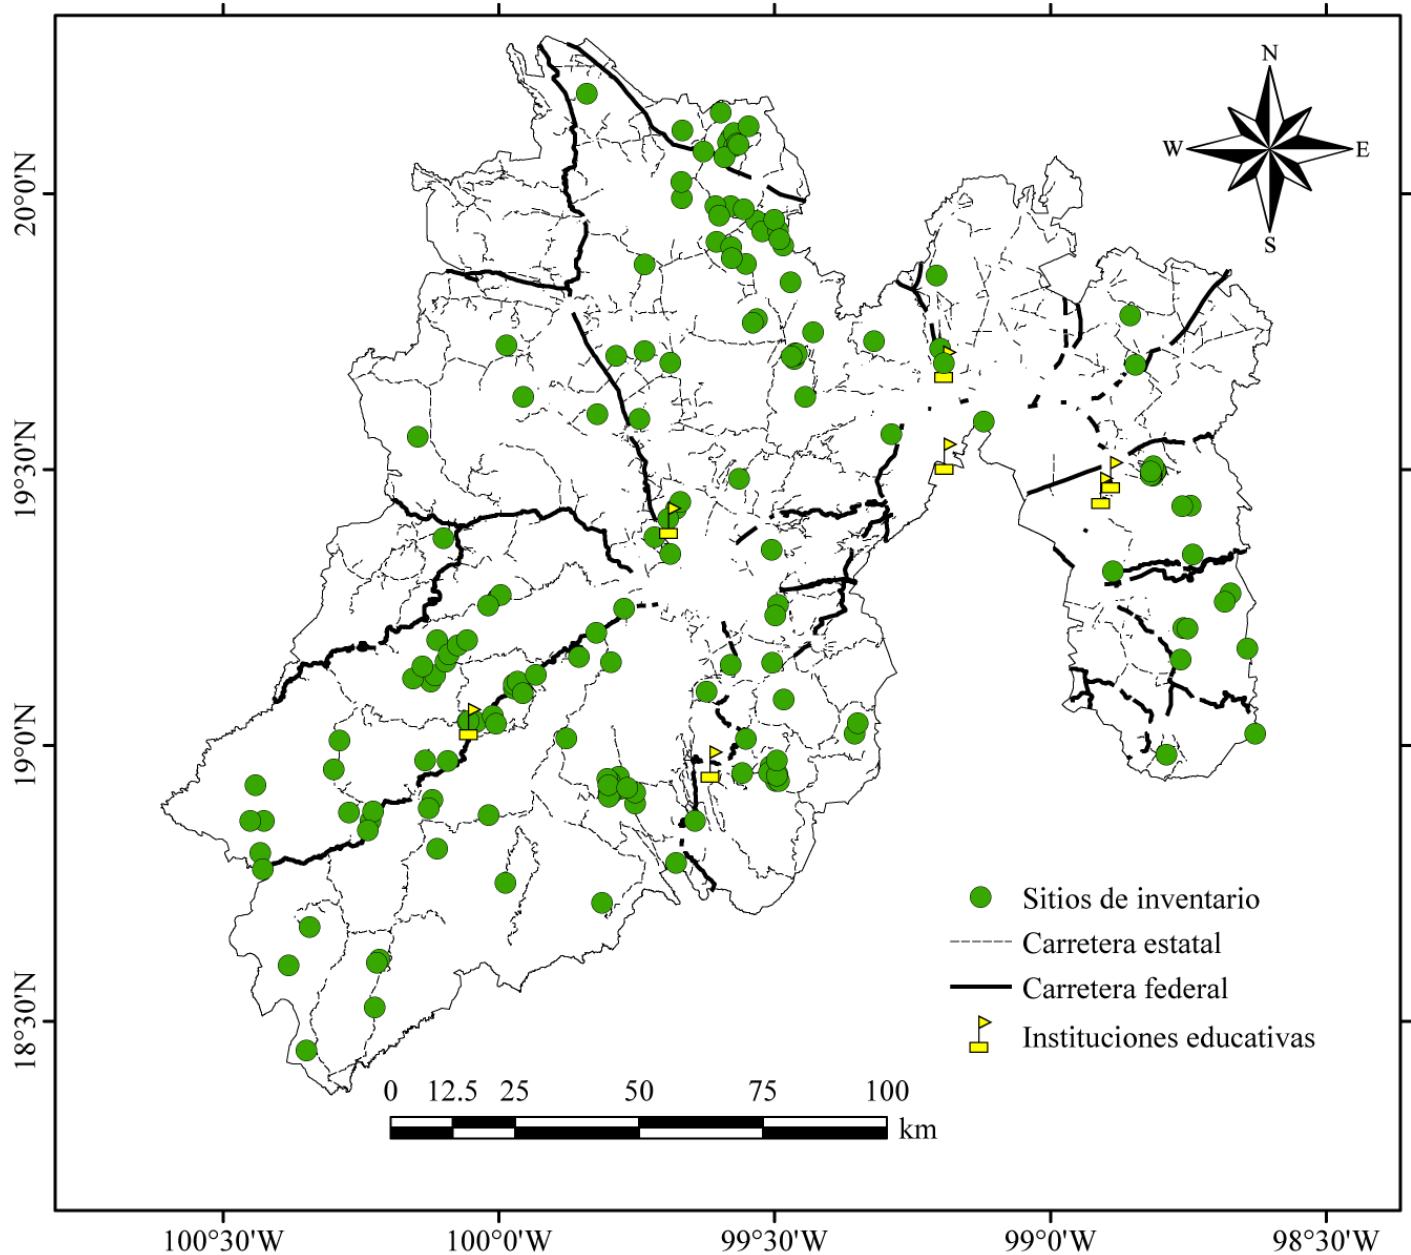 N
W
E
S
20°0'N
19°30'N
19°0'N
18°30'N
Sitios de inventario
Carretera estatal
Carretera federal
Instituciones educativas
0 12.5 25 50 75 100
km
100°30'W 100°0'W 99°30'W 99°0'W 98°30'W